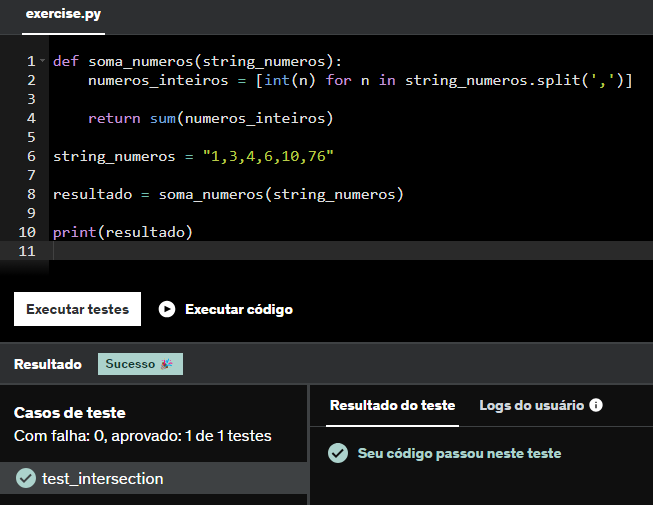 exercise.py
1 def soma_numeros(string_numeros):
2     numeros_inteiros = [int(n) for n in string_numeros.split(',')]
3
4     return sum(numeros_inteiros)
5
6 string_numeros = "1,3,4,6,10,76"
7
8 resultado = soma_numeros(string_numeros)
9
10 print(resultado)
11
Executar testes Executar código
Resultado Sucesso 🎉
Casos de teste
Com falha: 0, aprovado: 1 de 1 testes
test_intersection
Resultado do teste Logs do usuário
Seu código passou neste teste